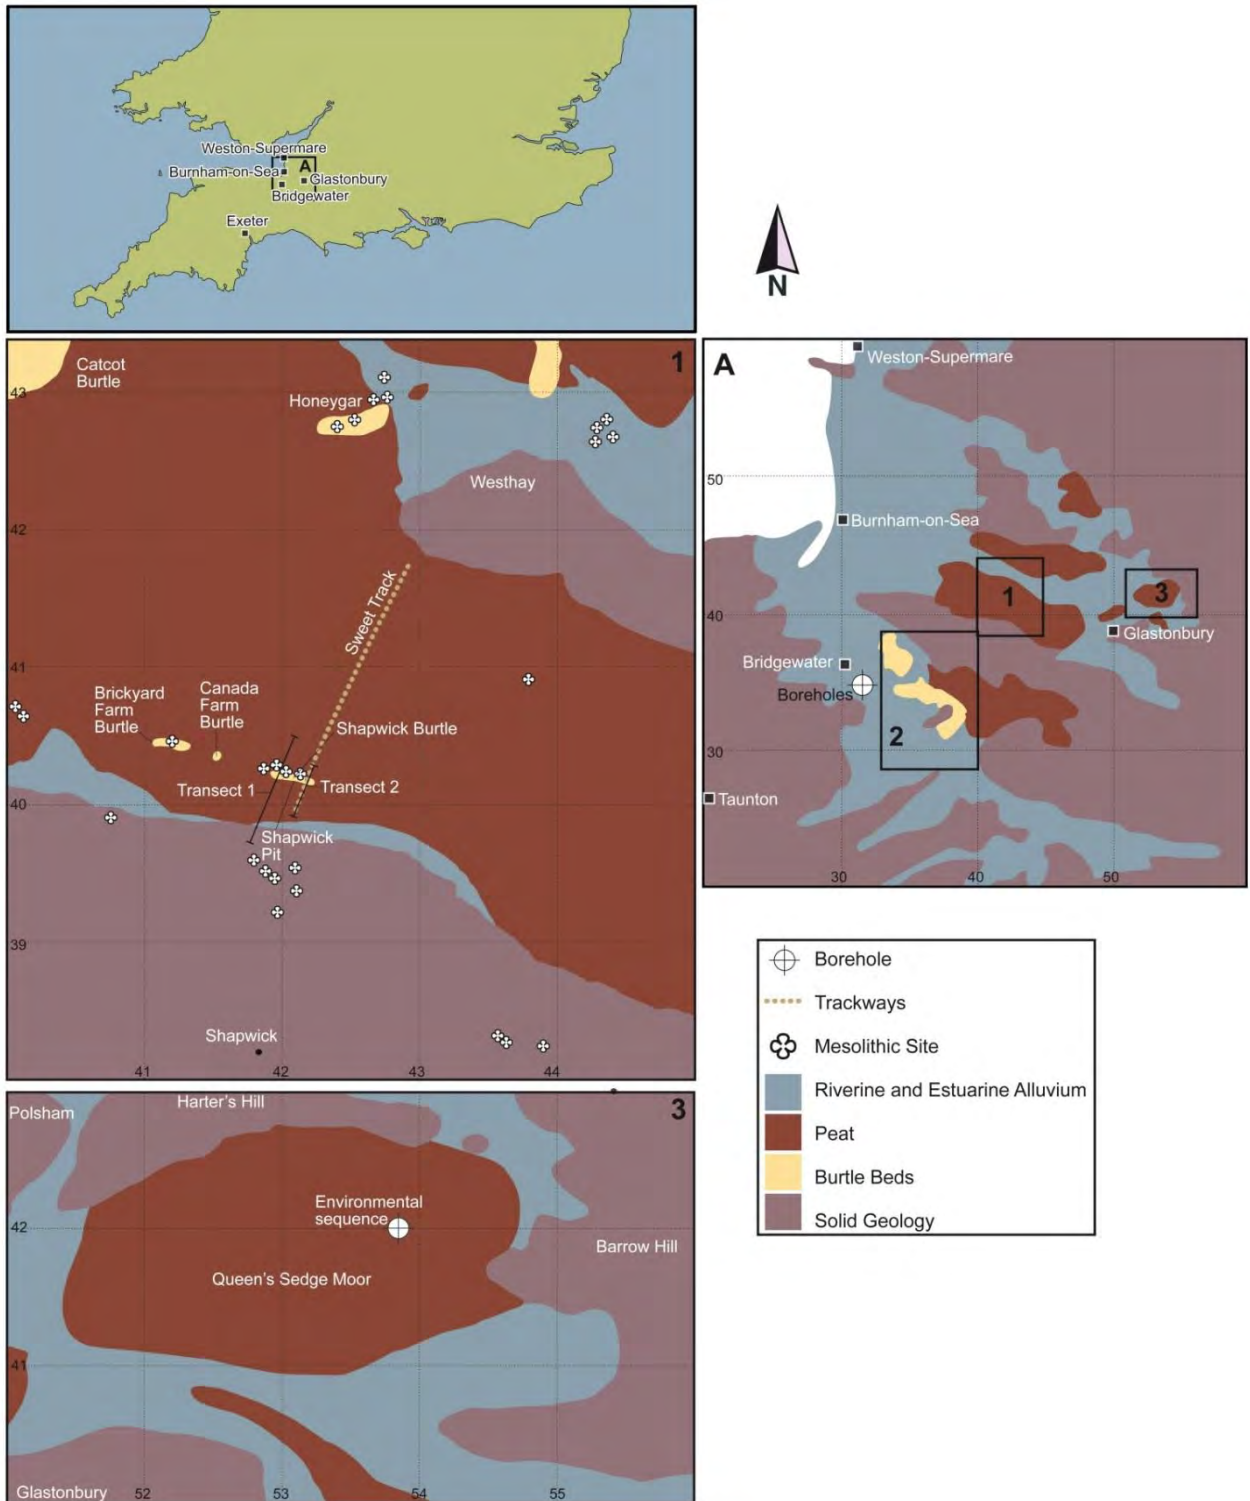 Weston-Supermare
A
Burnham-on-Sea
Glastonbury
Bridgewater
Exeter
N
1
Catcot
Burtle
43
Honeygar
Westhay
42
Sweet Track
41
Brickyard
Farm
Burtle
Canada
Farm
Burtle
Shapwick Burtle
Transect 1
Transect 2
40
Shapwick
Pit
39
Shapwick
41
42
43
44
A
Weston-Supermare
50
Burnham-on-Sea
1
3
40
Glastonbury
Bridgewater
Boreholes
2
30
Taunton
30
40
50
Borehole
Trackways
Mesolithic Site
Riverine and Estuarine Alluvium
Peat
Burtle Beds
Solid Geology
3
Polsham
Harter's Hill
Environmental
sequence
42
Barrow Hill
Queen's Sedge Moor
41
Glastonbury
52
53
54
55